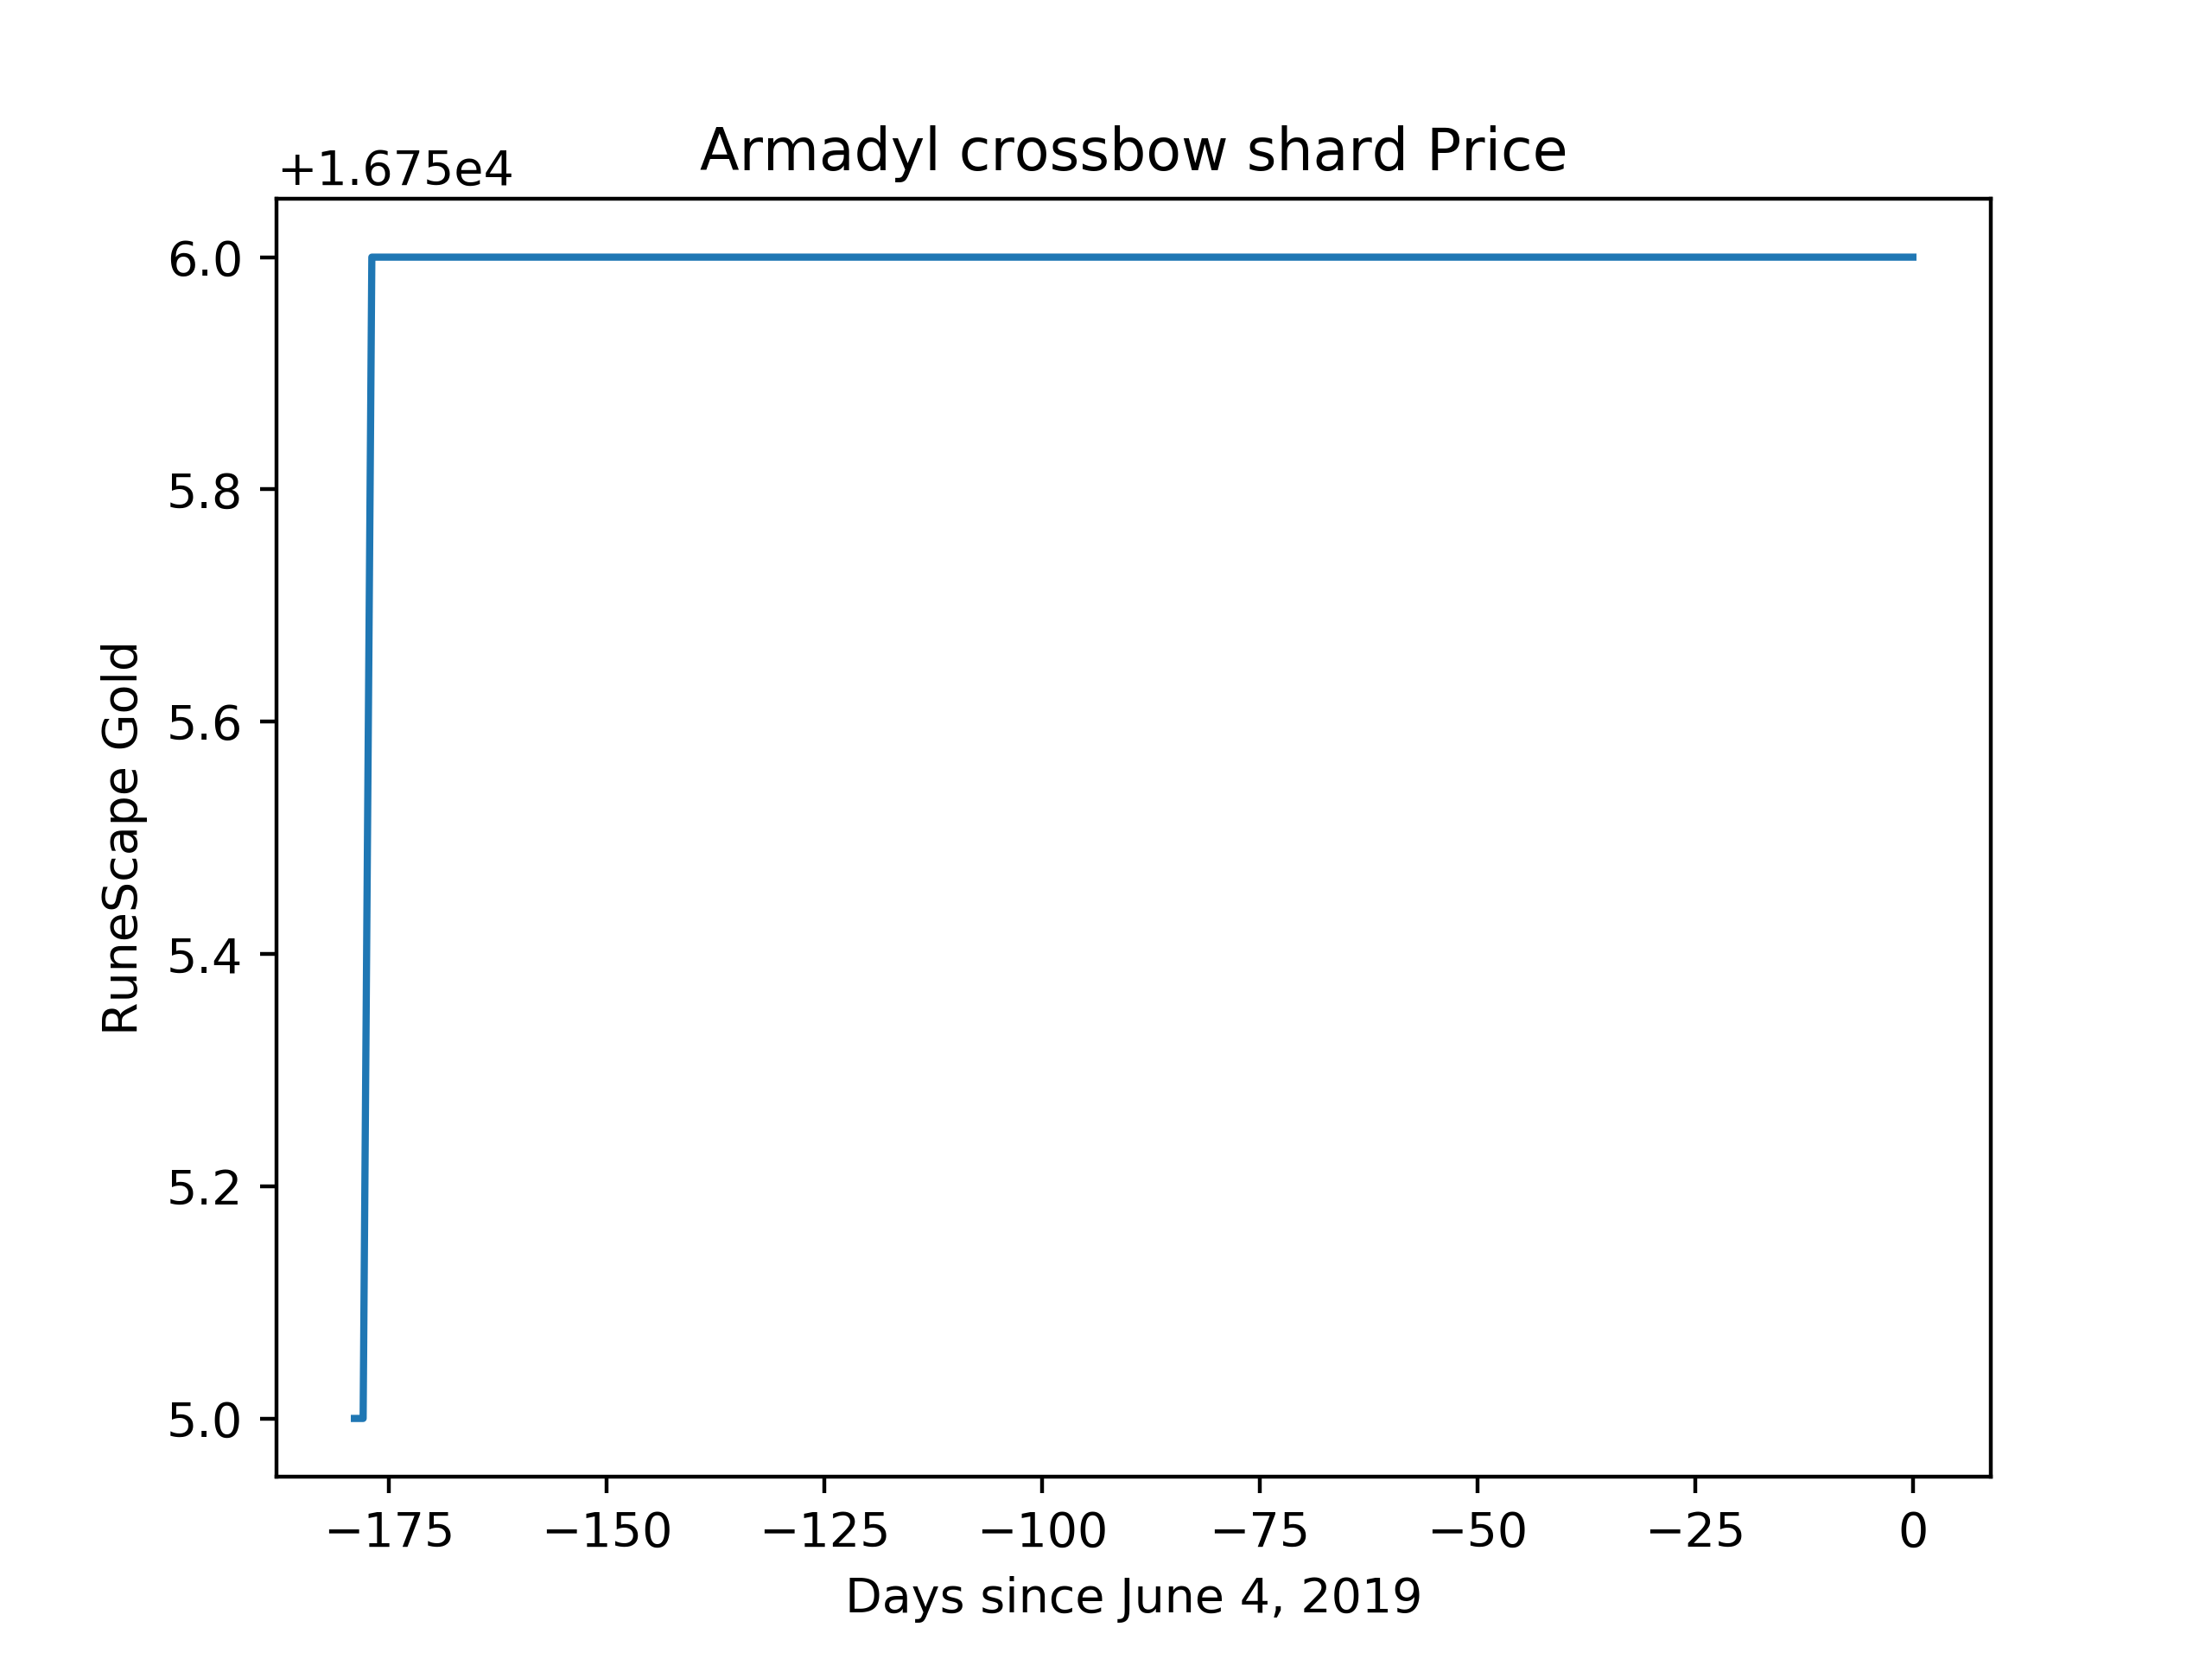 Armadyl crossbow shard Price
+1.675e4
6.0
5.8
5.6
5.4
5.2
5.0
RuneScape Gold
−175 −150 −125 −100 −75 −50 −25 0
Days since June 4, 2019